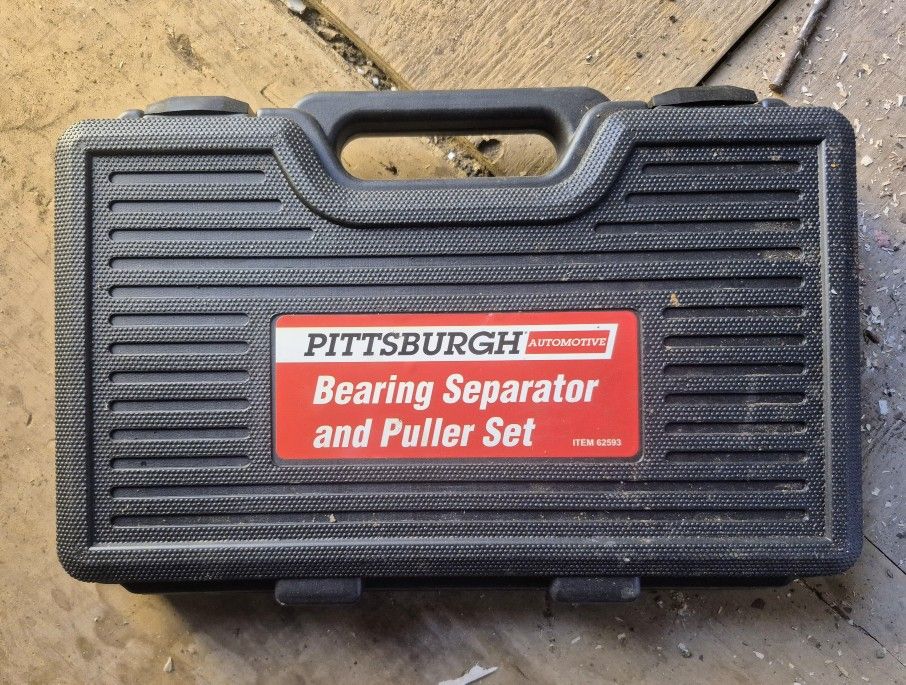 PITTSBURGH AUTOMOTIVE
Bearing Separator
and Puller Set
ITEM 62593